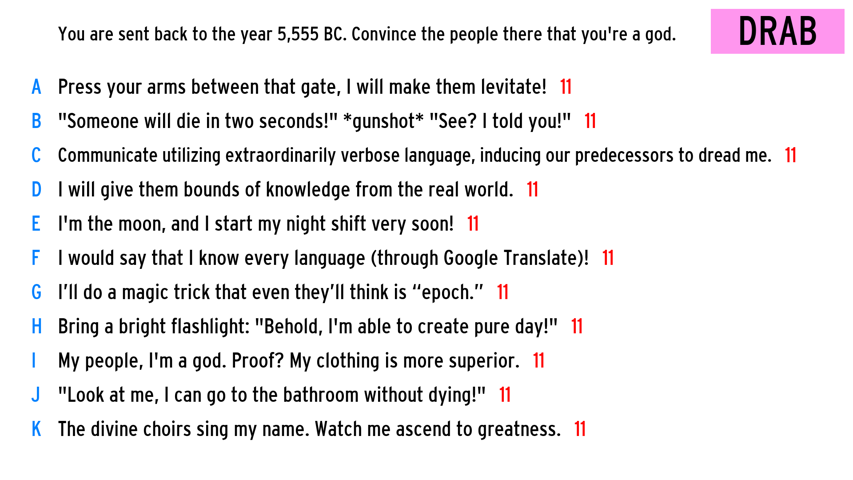 You are sent back to the year 5,555 BC. Convince the people there that you're a god.
DRAB
A Press your arms between that gate, I will make them levitate! 11
B "Someone will die in two seconds!" *gunshot* "See? I told you!" 11
C Communicate utilizing extraordinarily verbose language, inducing our predecessors to dread me. 11
D I will give them bounds of knowledge from the real world. 11
E I'm the moon, and I start my night shift very soon! 11
F I would say that I know every language (through Google Translate)! 11
G I’ll do a magic trick that even they’ll think is “epoch.” 11
H Bring a bright flashlight: "Behold, I'm able to create pure day!" 11
I My people, I'm a god. Proof? My clothing is more superior. 11
J "Look at me, I can go to the bathroom without dying!" 11
K The divine choirs sing my name. Watch me ascend to greatness. 11